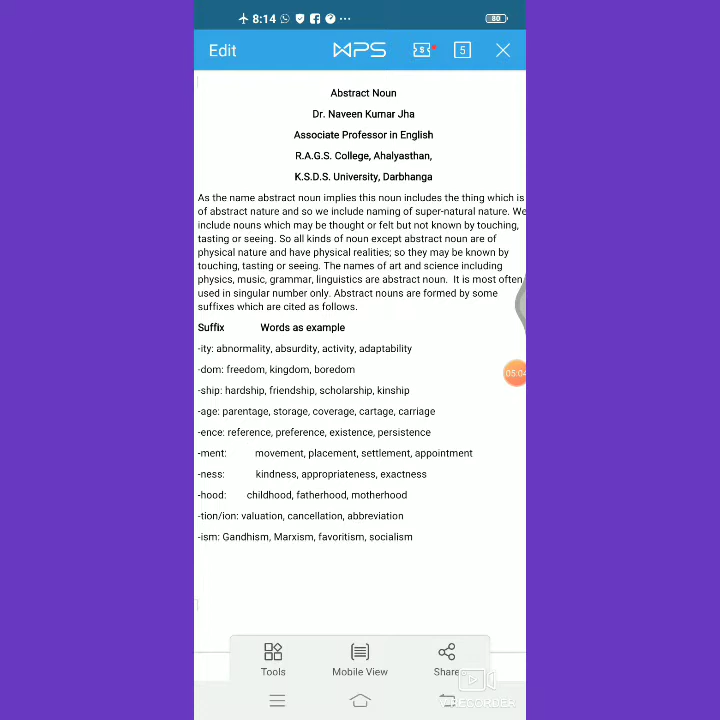 8:14
80
Edit
WPS
$
5
Abstract Noun
Dr. Naveen Kumar Jha
Associate Professor in English
R.A.G.S. College, Ahalyasthan,
K.S.D.S. University, Darbhanga
As the name abstract noun implies this noun includes the thing which is
of abstract nature and so we include naming of super-natural nature. We
include nouns which may be thought or felt but not known by touching,
tasting or seeing. So all kinds of noun except abstract noun are of
physical nature and have physical realities; so they may be known by
touching, tasting or seeing. The names of art and science including
physics, music, grammar, linguistics are abstract noun. It is most often
used in singular number only. Abstract nouns are formed by some
suffixes which are cited as follows.
Suffix Words as example
-ity: abnormality, absurdity, activity, adaptability
-dom: freedom, kingdom, boredom
-ship: hardship, friendship, scholarship, kinship
-age: parentage, storage, coverage, cartage, carriage
-ence: reference, preference, existence, persistence
-ment: movement, placement, settlement, appointment
-ness: kindness, appropriateness, exactness
-hood: childhood, fatherhood, motherhood
-tion/ion: valuation, cancellation, abbreviation
-ism: Gandhism, Marxism, favoritism, socialism
05:04
Tools
Mobile View
Share